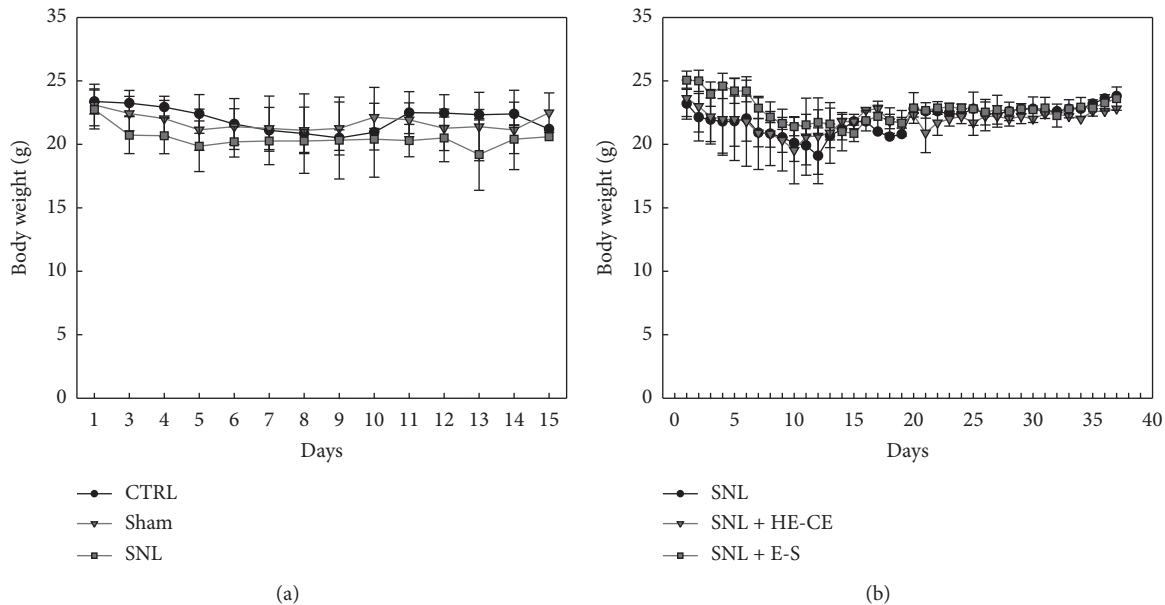 35
30
25
20
15
10
5
0
Body weight (g)
1 3 4 5 6 7 8 9 10 11 12 13 14 15
Days
CTRL
Sham
SNL
(a)
35
30
25
20
15
10
5
0
Body weight (g)
0 5 10 15 20 25 30 35 40
Days
SNL
SNL + HE-CE
SNL + E-S
(b)